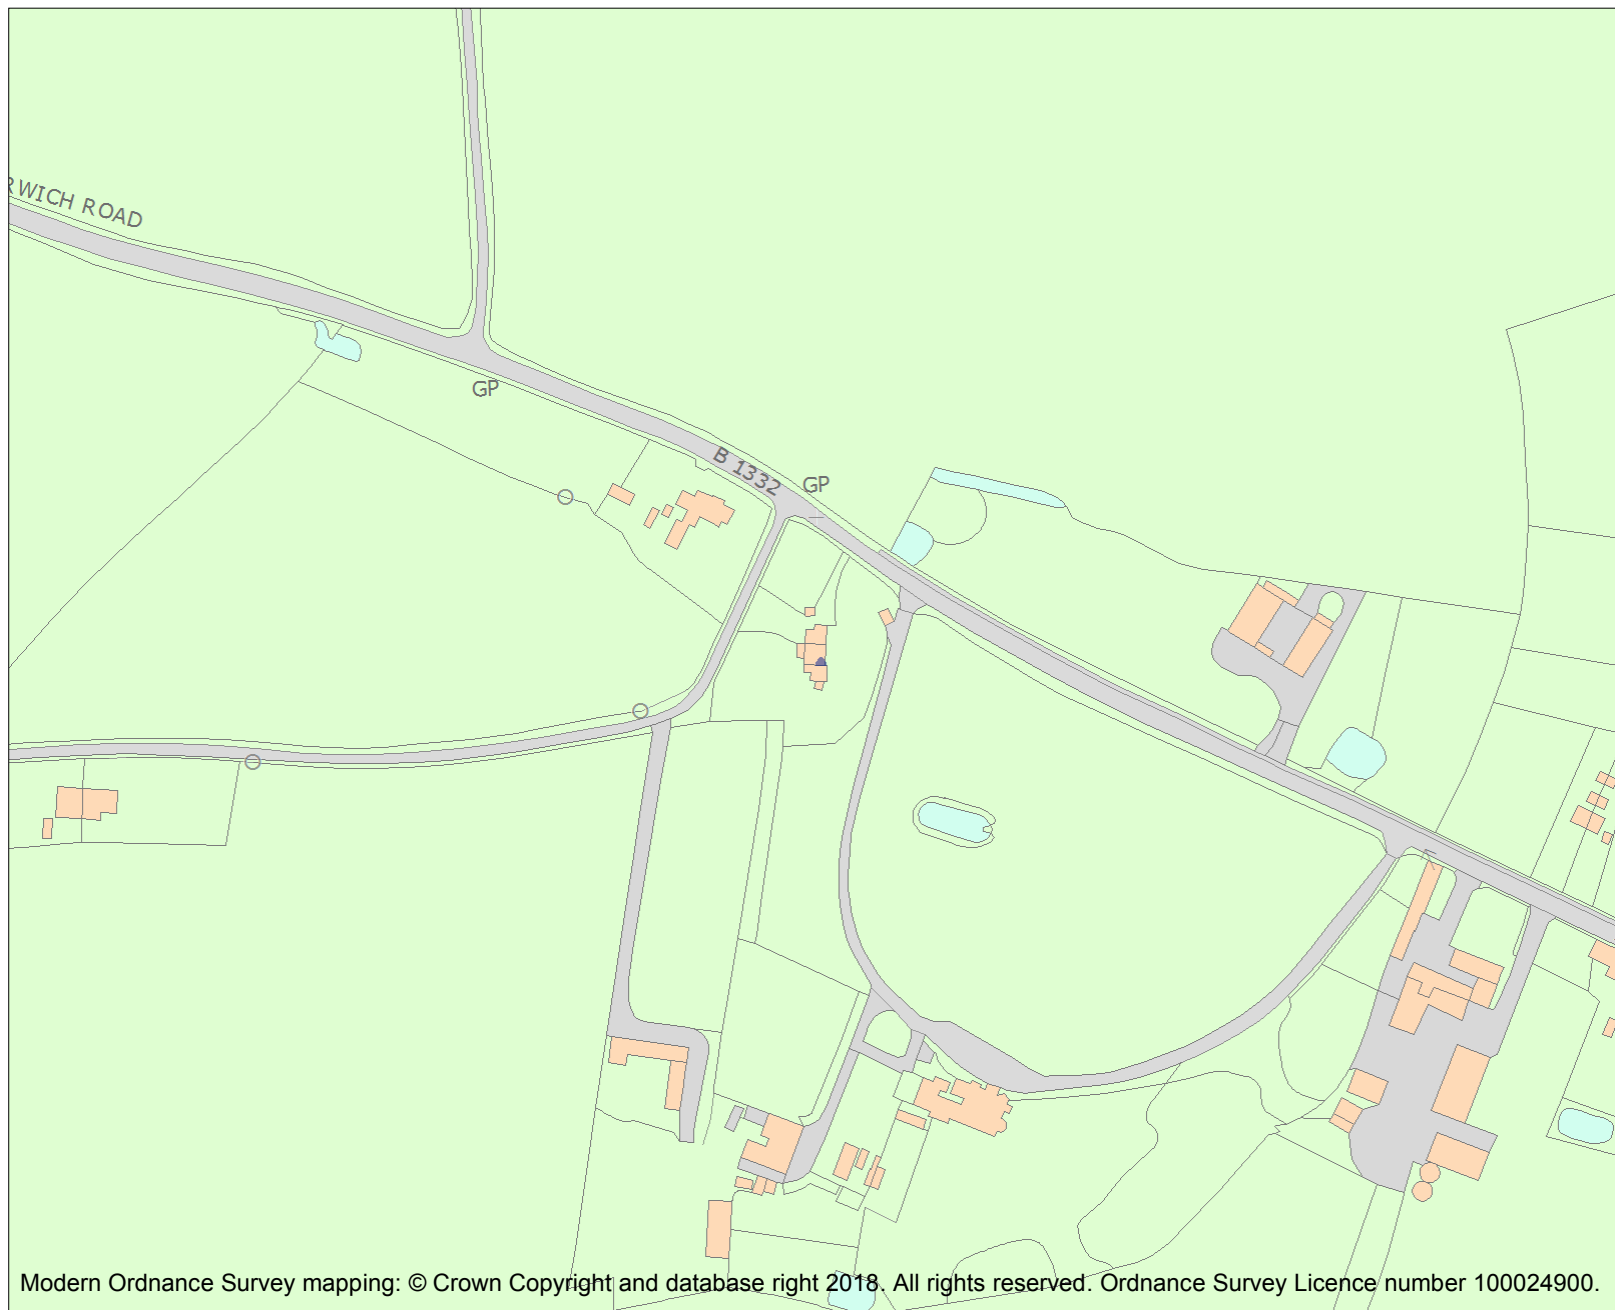 RWICH ROAD
GP
B 1332
GP
Modern Ordnance Survey mapping: © Crown Copyright and database right 2018. All rights reserved. Ordnance Survey Licence number 100024900.